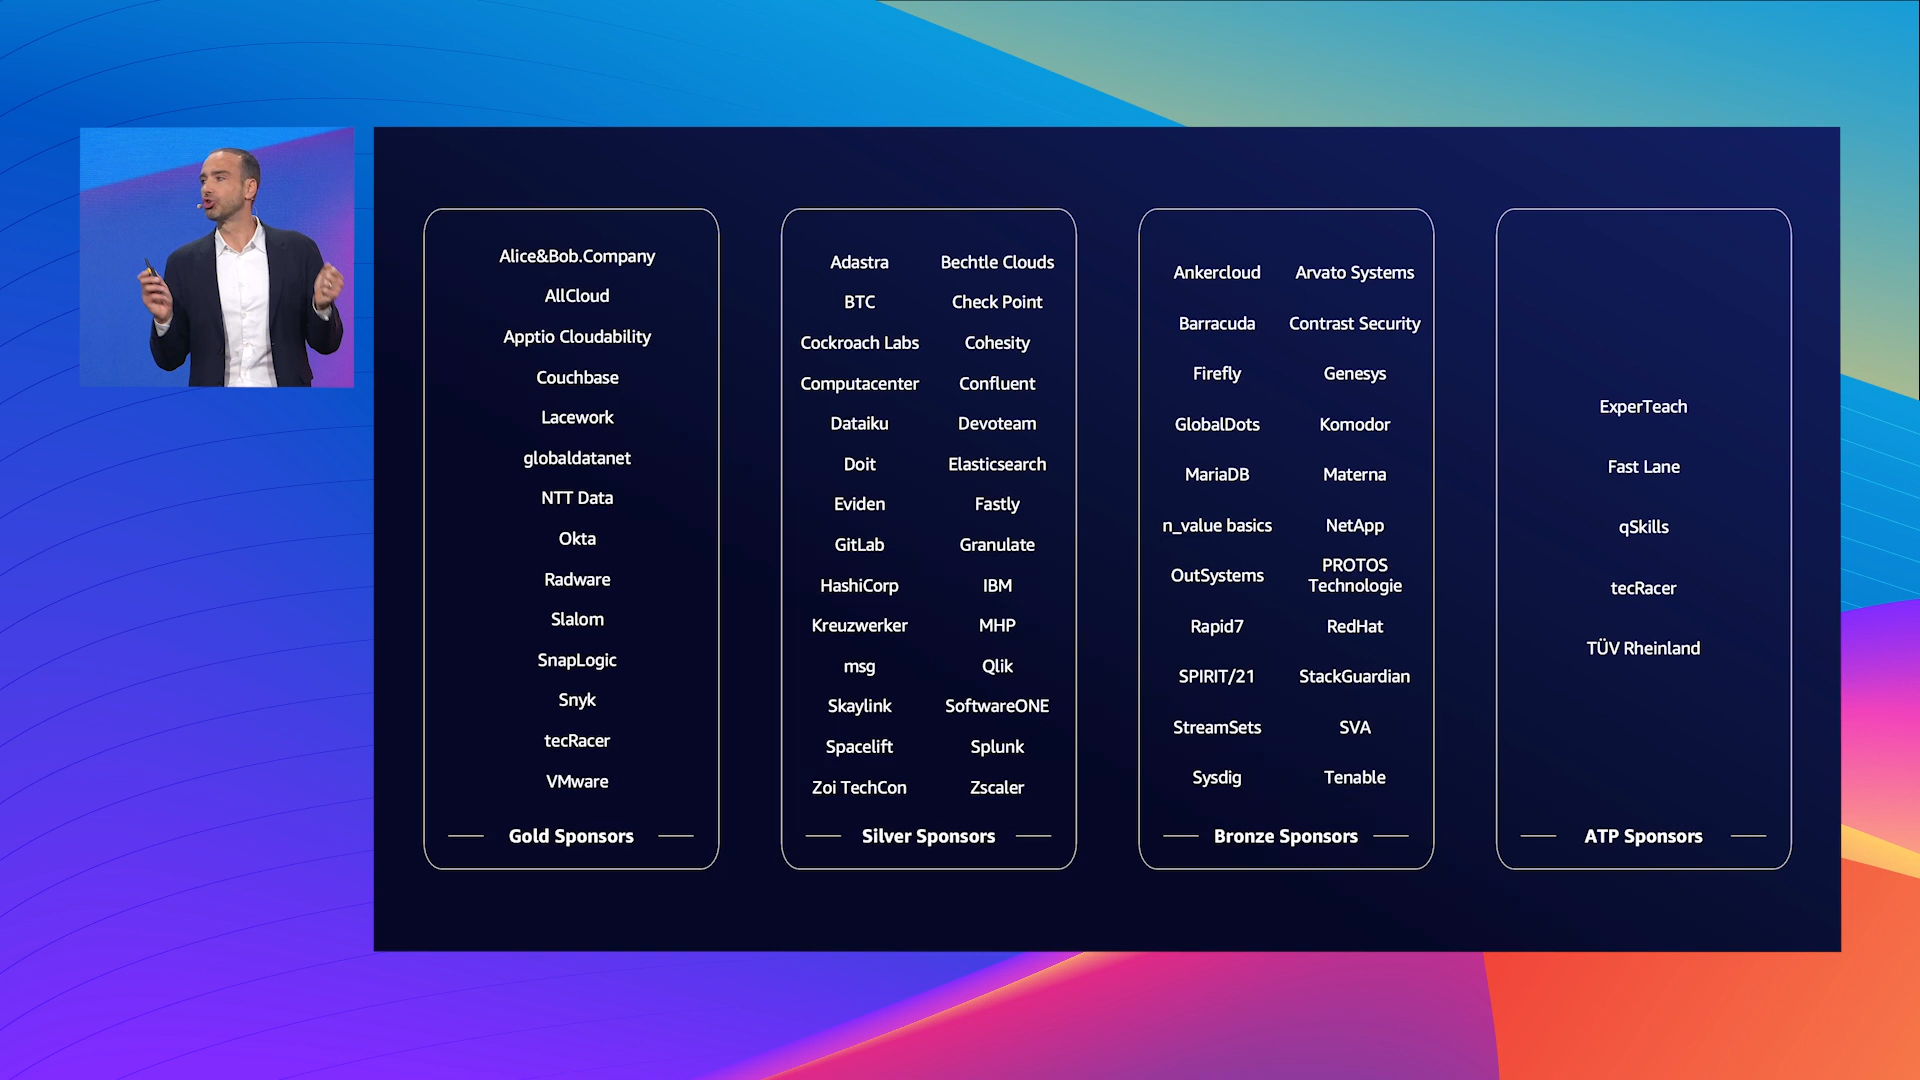 Alice&Bob.Company
AllCloud
Apptio Cloudability
Couchbase
Lacework
globaldatanet
NTT Data
Okta
Radware
Slalom
SnapLogic
Snyk
tecRacer
VMware
Gold Sponsors
Adastra
Bechtle Clouds
BTC
Check Point
Cockroach Labs
Cohesity
Computacenter
Confluent
Dataiku
Devoteam
Doit
Elasticsearch
Eviden
Fastly
GitLab
Granulate
HashiCorp
IBM
Kreuzwerker
MHP
msg
Qlik
Skaylink
SoftwareONE
Spacelift
Splunk
Zoi TechCon
Zscaler
Silver Sponsors
Ankercloud
Arvato Systems
Barracuda
Contrast Security
Firefly
Genesys
GlobalDots
Komodor
MariaDB
Materna
n_value basics
NetApp
OutSystems
PROTOS
Technologie
Rapid7
RedHat
SPIRIT/21
StackGuardian
StreamSets
SVA
Sysdig
Tenable
Bronze Sponsors
ExperTeach
Fast Lane
qSkills
tecRacer
TÜV Rheinland
ATP Sponsors